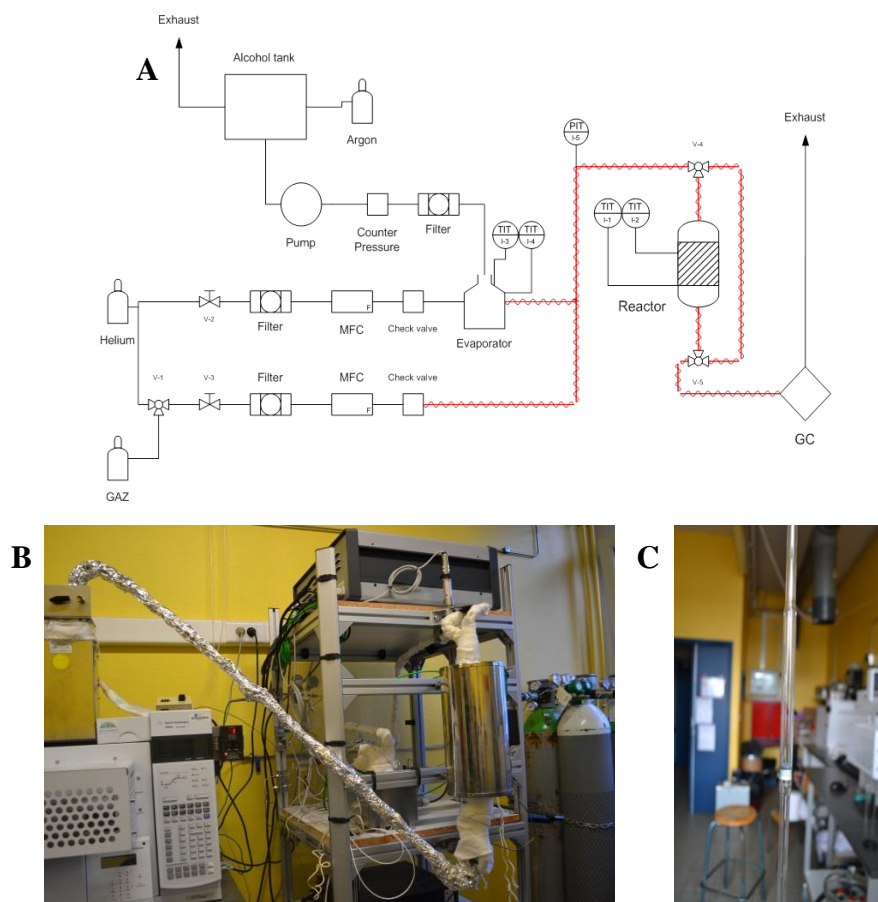 Exhaust
A
Alcohol tank
Argon
Pump
Counter
Pressure
Filter
PIT
I-5
V-4
Exhaust
TIT
I-1
TIT
I-2
TIT
I-3
TIT
I-4
Reactor
Helium
V-2
Filter
MFC
F
Check valve
Evaporator
V-1
V-3
Filter
MFC
F
Check valve
V-5
GC
GAZ
B
C